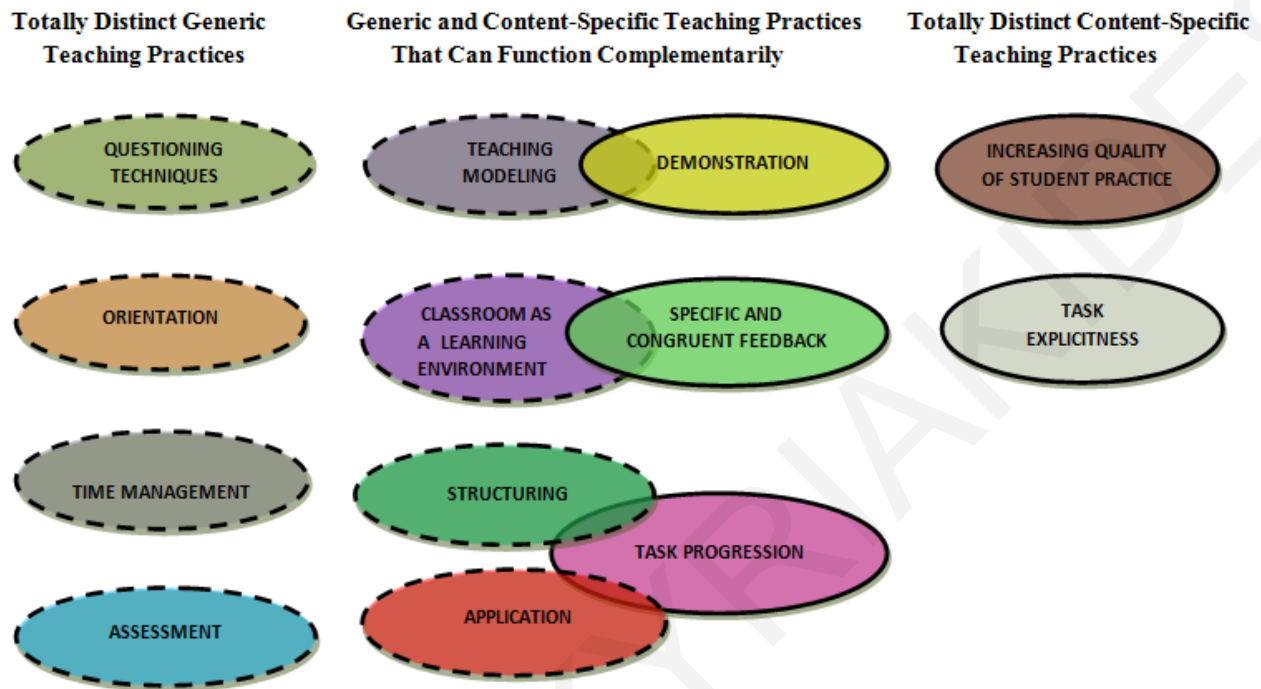 Totally Distinct Generic
Teaching Practices
Generic and Content-Specific Teaching Practices
That Can Function Complementarily
Totally Distinct Content-Specific
Teaching Practices
QUESTIONING
TECHNIQUES
TEACHING
MODELING
DEMONSTRATION
INCREASING QUALITY
OF STUDENT PRACTICE
ORIENTATION
CLASSROOM AS
A LEARNING
ENVIRONMENT
SPECIFIC AND
CONGRUENT FEEDBACK
TASK
EXPLICITNESS
TIME MANAGEMENT
STRUCTURING
TASK PROGRESSION
ASSESSMENT
APPLICATION
YRIAKIDES